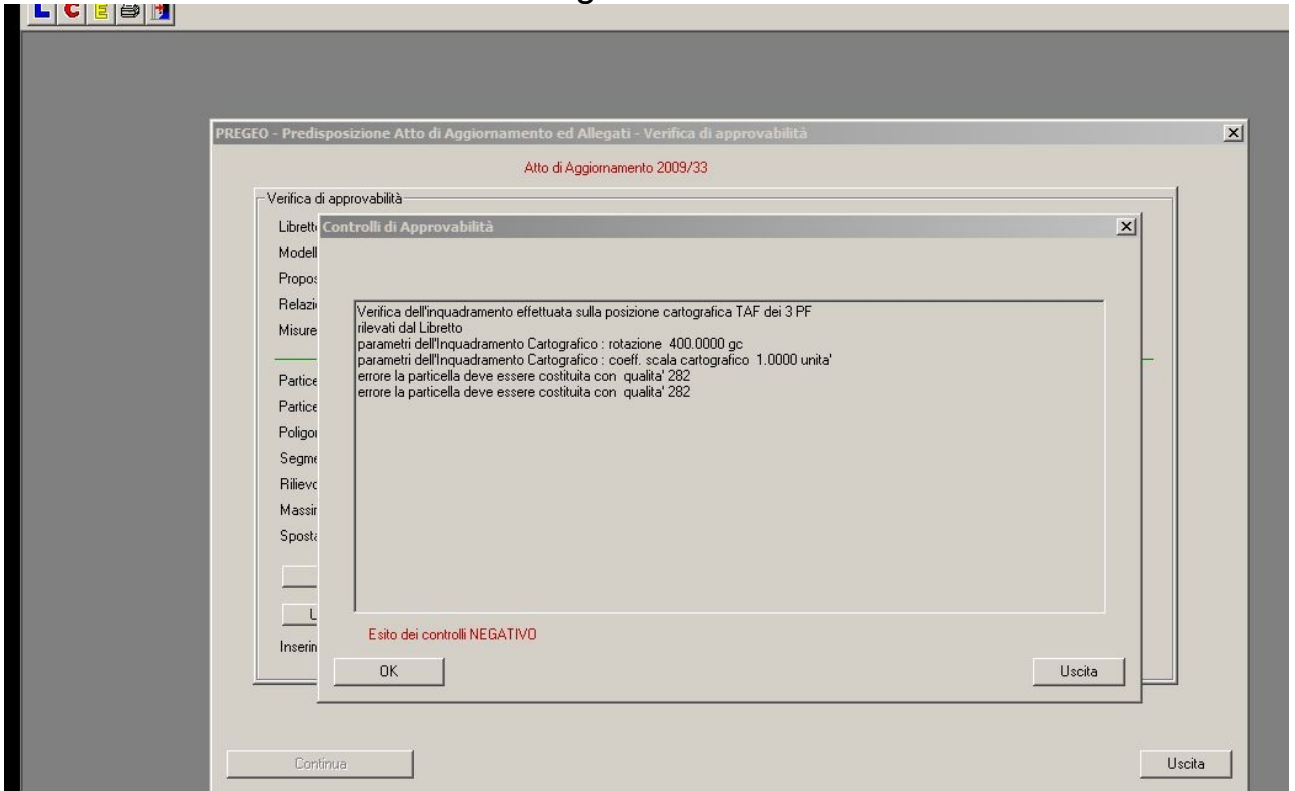 L C E
PREGEO - Predisposizione Atto di Aggiornamento ed Allegati - Verifica di approvabilità
Atto di Aggiornamento 2009/33
Verifica di approvabilità
Controlli di Approvabilità
Verifica dell'inquadramento effettuata sulla posizione cartografica TAF dei 3 PF
rilevati dal Libretto
parametri dell'Inquadramento Cartografico : rotazione 400.0000 gc
parametri dell'Inquadramento Cartografico : coeff. scala cartografico 1.0000 unita'
errore la particella deve essere costituita con qualita' 282
errore la particella deve essere costituita con qualita' 282
Esito dei controlli NEGATIVO
OK Uscita
Continua Uscita